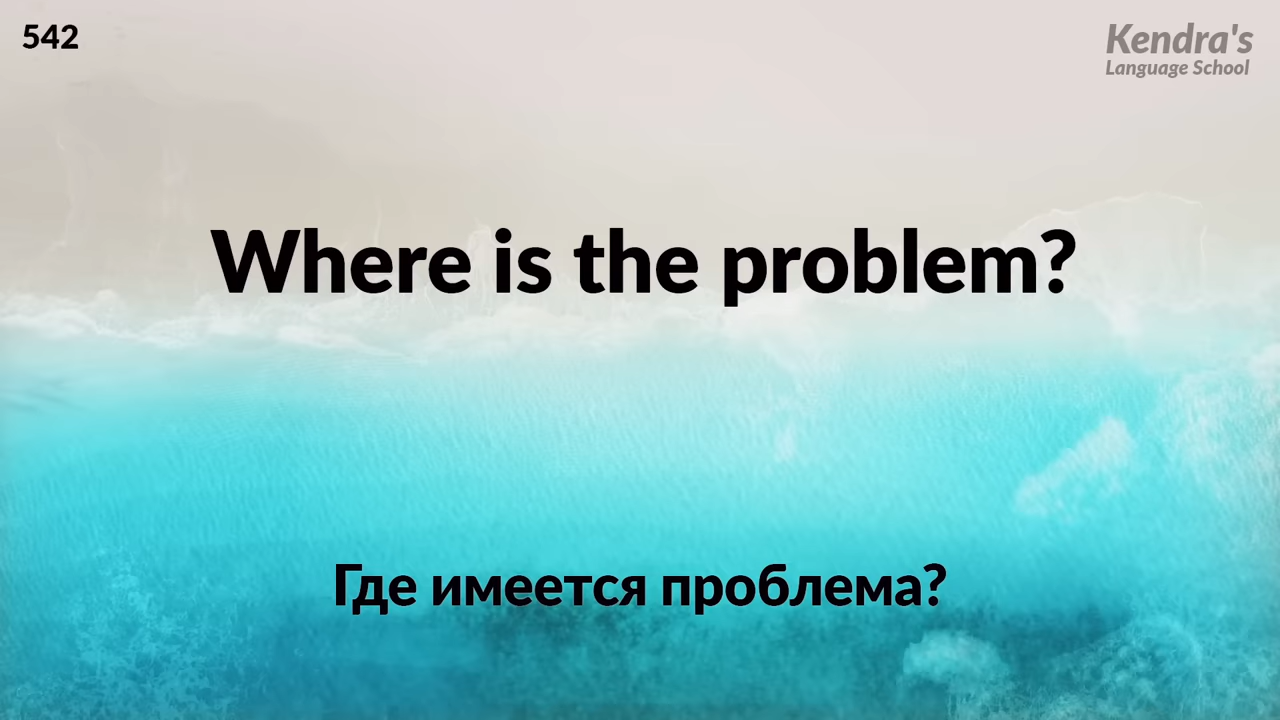 542
Kendra's
Language School
Where is the problem?
Где имеется проблема?